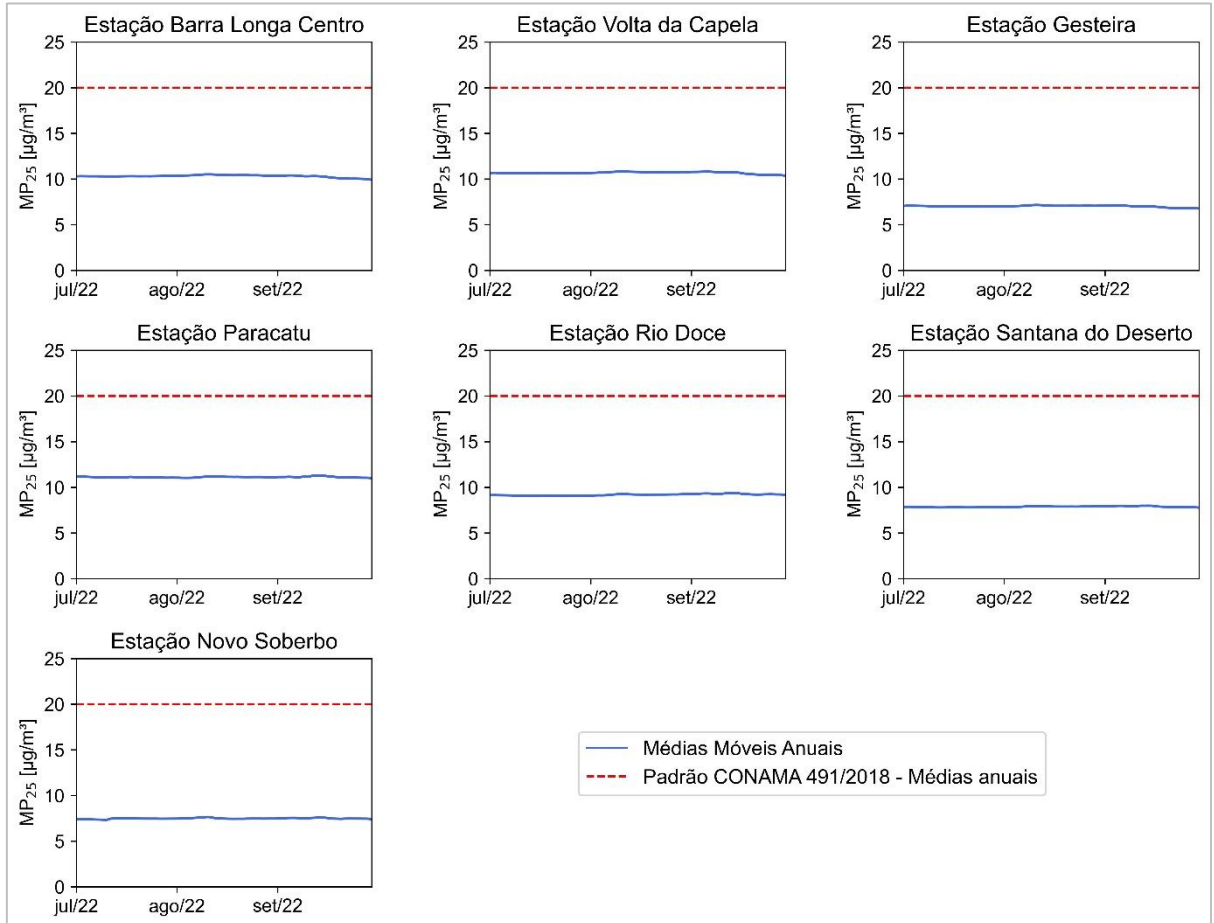 Estação Barra Longa Centro
25
20
15
10
5
0
MP₂₅ [µg/m³]
jul/22 ago/22 set/22
Estação Volta da Capela
25
20
15
10
5
0
MP₂₅ [µg/m³]
jul/22 ago/22 set/22
Estação Gesteira
25
20
15
10
5
0
MP₂₅ [µg/m³]
jul/22 ago/22 set/22
Estação Paracatu
25
20
15
10
5
0
MP₂₅ [µg/m³]
jul/22 ago/22 set/22
Estação Rio Doce
25
20
15
10
5
0
MP₂₅ [µg/m³]
jul/22 ago/22 set/22
Estação Santana do Deserto
25
20
15
10
5
0
MP₂₅ [µg/m³]
jul/22 ago/22 set/22
Estação Novo Soberbo
25
20
15
10
5
0
MP₂₅ [µg/m³]
jul/22 ago/22 set/22
Médias Móveis Anuais
Padrão CONAMA 491/2018 - Médias anuais